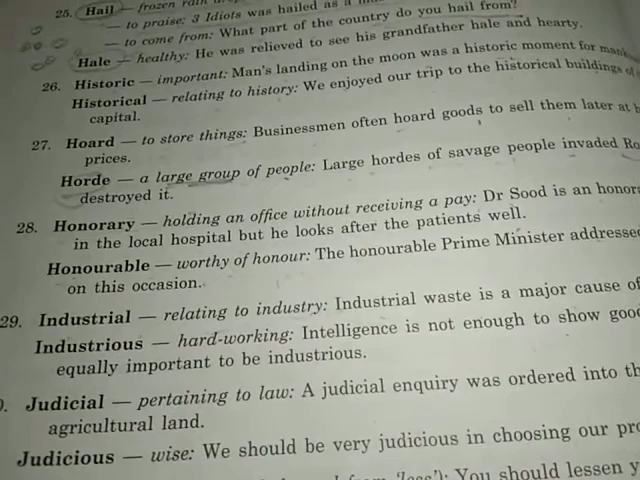 25. Hail — frozen rain
— to praise: 3 Idiots was hailed as a
— to come from: What part of the country do you hail from?
Hale — healthy: He was relieved to see his grandfather hale and hearty.
26. Historic — important: Man's landing on the moon was a historic moment for
Historical — relating to history: We enjoyed our trip to the historical buildings of
capital.
27. Hoard — to store things: Businessmen often hoard goods to sell them later at
prices.
Horde — a large group of people: Large hordes of savage people invaded
destroyed it.
28. Honorary — holding an office without receiving a pay: Dr Sood is an
in the local hospital but he looks after the patients well.
Honourable — worthy of honour: The honourable Prime Minister addressed
on this occasion.
29. Industrial — relating to industry: Industrial waste is a major cause of
Industrious — hard-working: Intelligence is not enough to show
equally important to be industrious.
Judicial — pertaining to law: A judicial enquiry was ordered into
agricultural land.
Judicious — wise: We should be very judicious in choosing our
'less'): You should lessen